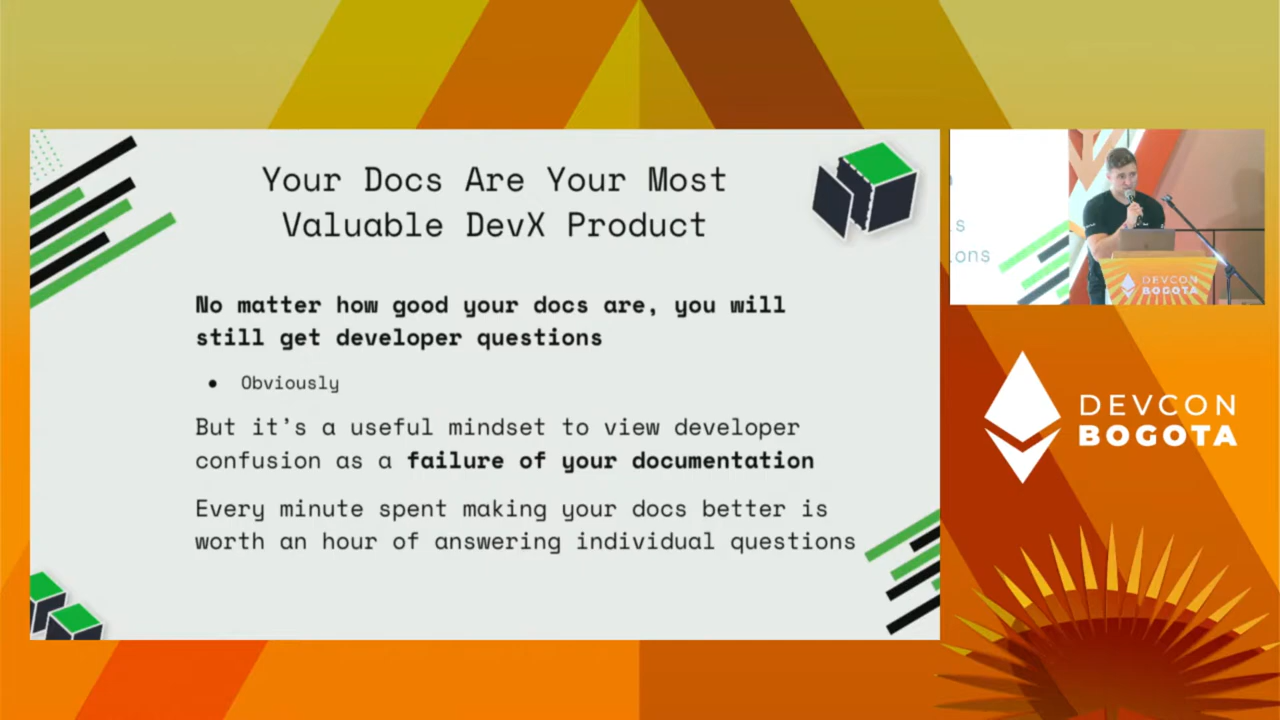 Your Docs Are Your Most
Valuable DevX Product
No matter how good your docs are, you will
still get developer questions
● Obviously
But it's a useful mindset to view developer
confusion as a failure of your documentation
Every minute spent making your docs better is
worth an hour of answering individual questions
DEVCON
BOGOTA
DEVCON
BOGOTA